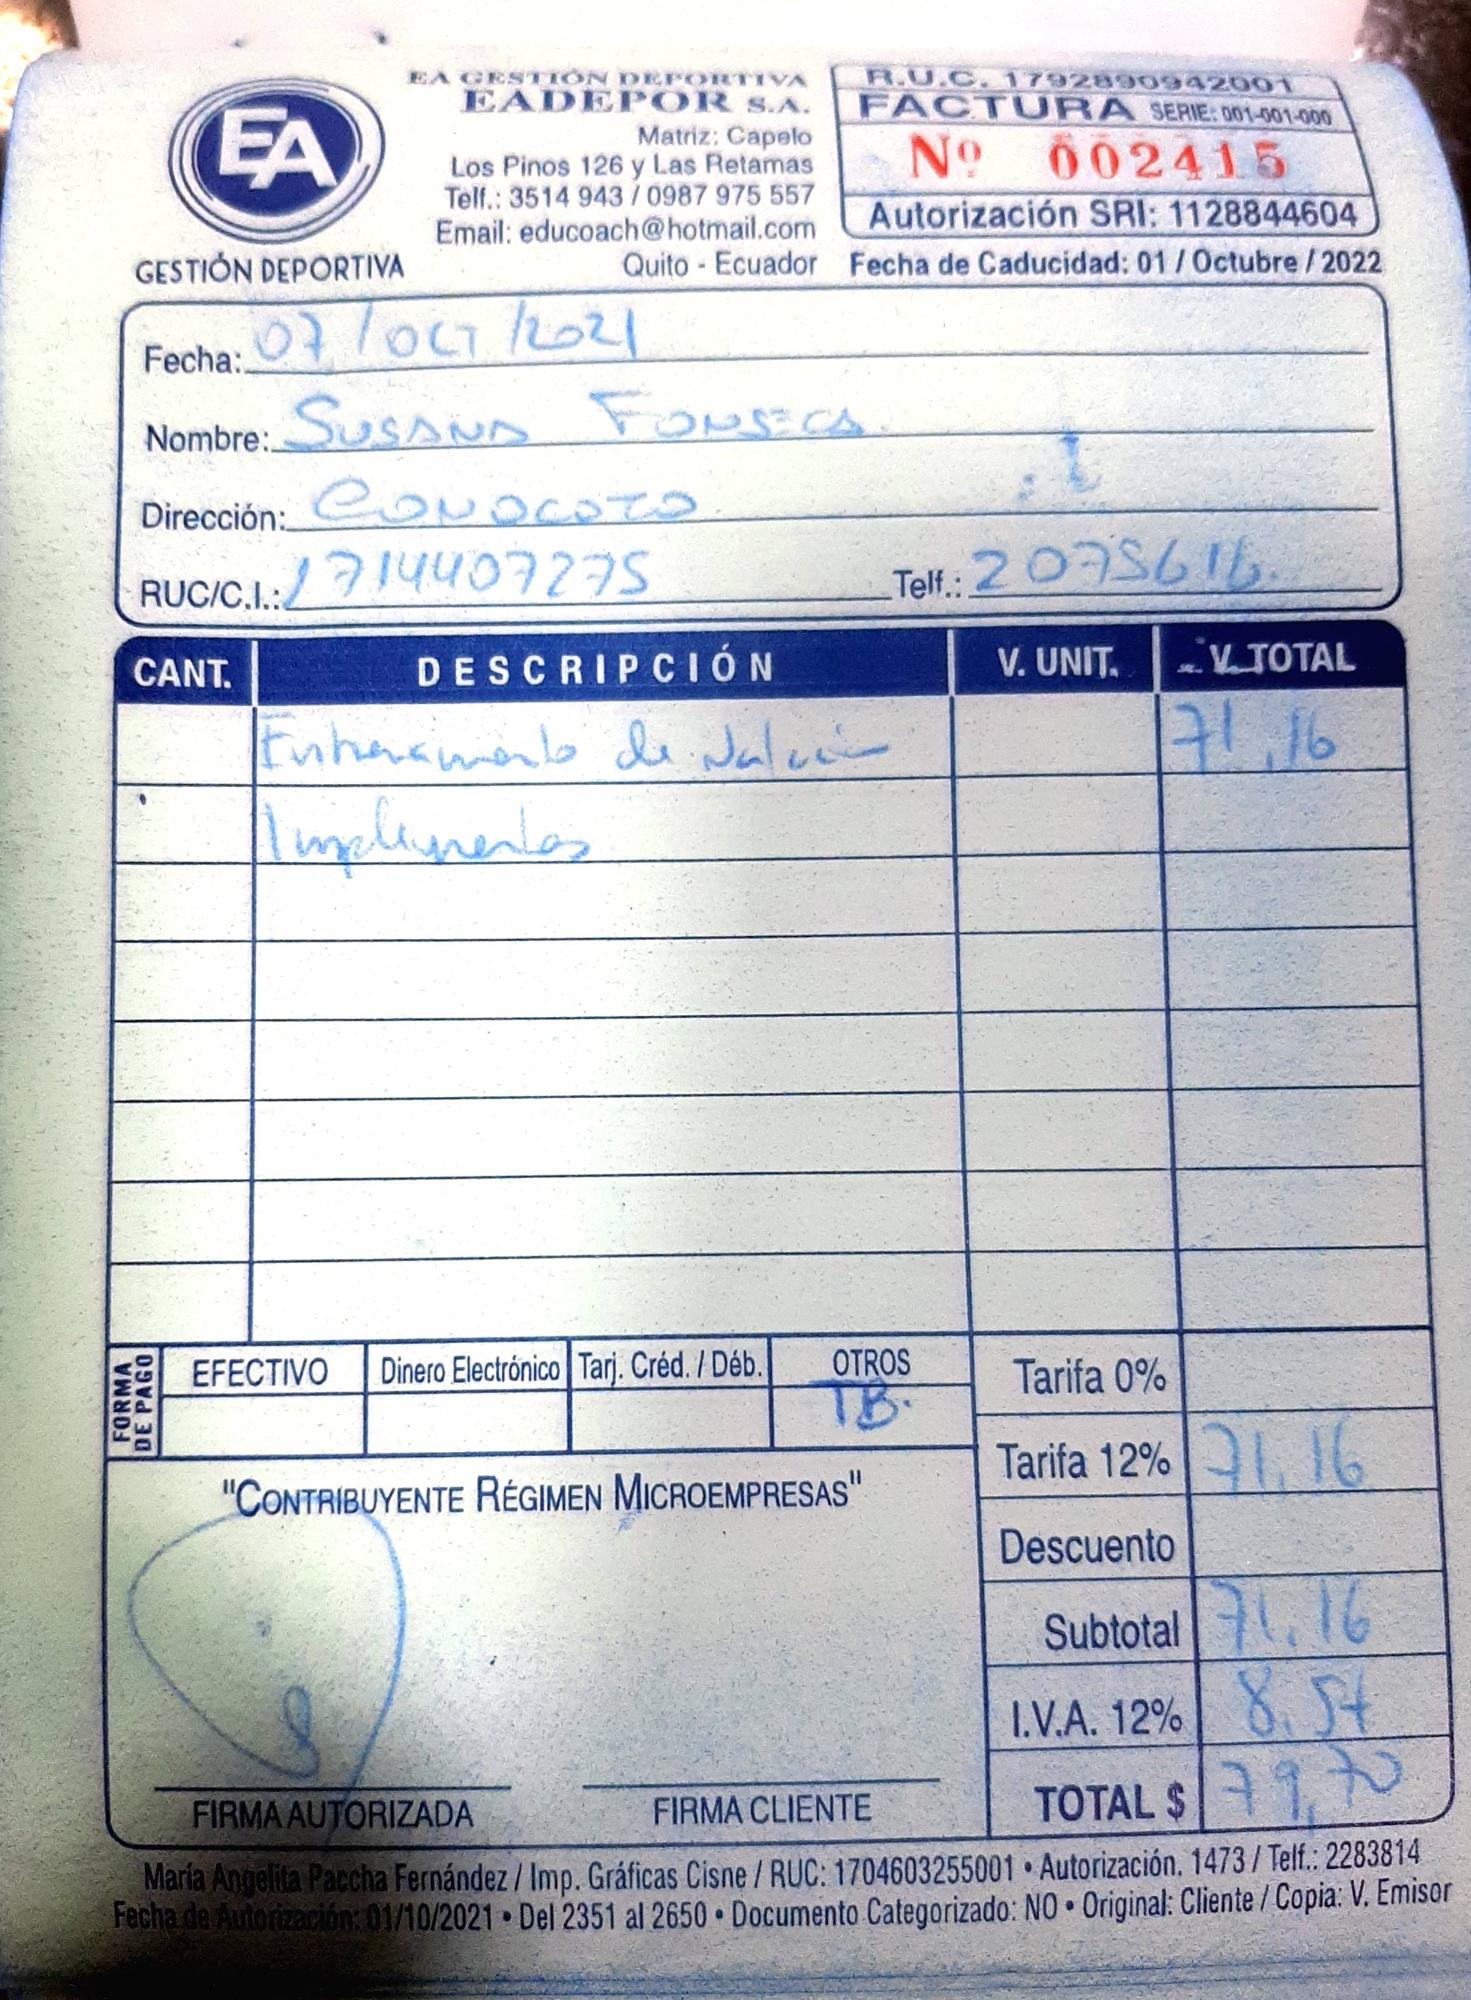 EA
GESTIÓN DEPORTIVA
EA GESTIÓN DEPORTIVA
EADEPOR S.A.
Matriz: Capelo
Los Pinos 126 y Las Retamas
Telf.: 3514 943 / 0987 975 557
Email: educoach@hotmail.com
Quito - Ecuador
R.U.C. 1792890942001
FACTURA SERIE: 001-001-000
Nº 002415
Autorización SRI: 1128844604
Fecha de Caducidad: 01 / Octubre / 2022
Fecha: 07 / OCT / 2021
Nombre: SUSANA FONSECA
Dirección: CONOCOTO
RUC/C.I.: 1714407275 Telf.: 2075616.
CANT. DESCRIPCIÓN V. UNIT. V. TOTAL
Entrenamiento de 71,16
Implementos
FORMA DE PAGO
EFECTIVO Dinero Electrónico Tarj. Créd. / Déb. OTROS
TB.
Tarifa 0%
Tarifa 12% 71,16
Descuento
Subtotal 71,16
I.V.A. 12% 8,54
TOTAL $ 79,70
"CONTRIBUYENTE RÉGIMEN MICROEMPRESAS"
FIRMA AUTORIZADA FIRMA CLIENTE
María Angelita Paccha Fernández / Imp. Gráficas Cisne / RUC: 1704603255001 • Autorización. 1473 / Telf.: 2283814
Fecha de Autorización: 01/10/2021 • Del 2351 al 2650 • Documento Categorizado: NO • Original: Cliente / Copia: V. Emisor